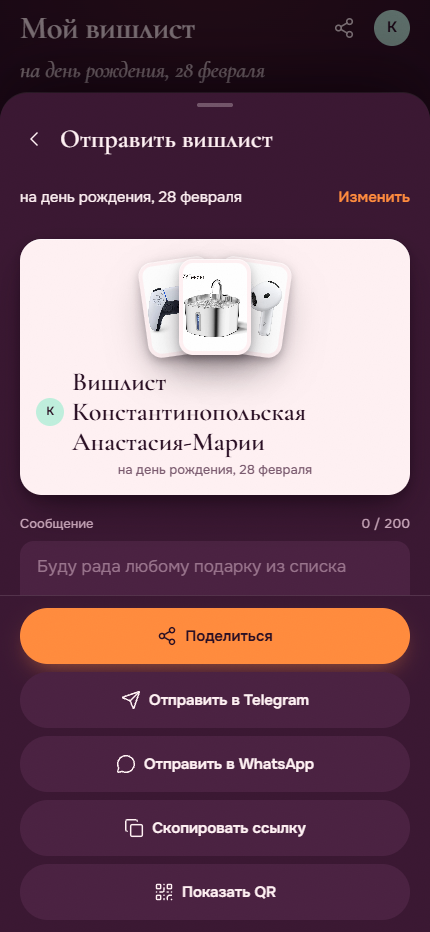 Мой вишлист
K
на день рождения, 28 февраля
Отправить вишлист
на день рождения, 28 февраля
Изменить
Вишлист
K
Константинопольская
Анастасия-Марии
на день рождения, 28 февраля
Сообщение
0 / 200
Буду рада любому подарку из списка
Поделиться
Отправить в Telegram
Отправить в WhatsApp
Скопировать ссылку
Показать QR